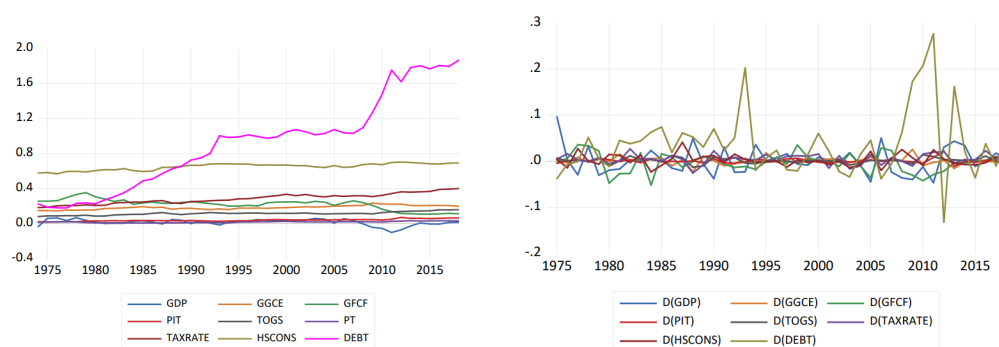 2.0
1.6
1.2
0.8
0.4
0.0
-0.4
1975 1980 1985 1990 1995 2000 2005 2010 2015
GDP GGCE GFCF
PIT TOGS PT
TAXRATE HSCONS DEBT
.3
.2
.1
.0
-.1
-.2
1975 1980 1985 1990 1995 2000 2005 2010 2015
D(GDP) D(GGCE) D(GFCF)
D(PIT) D(TOGS) D(TAXRATE)
D(HSCONS) D(DEBT)